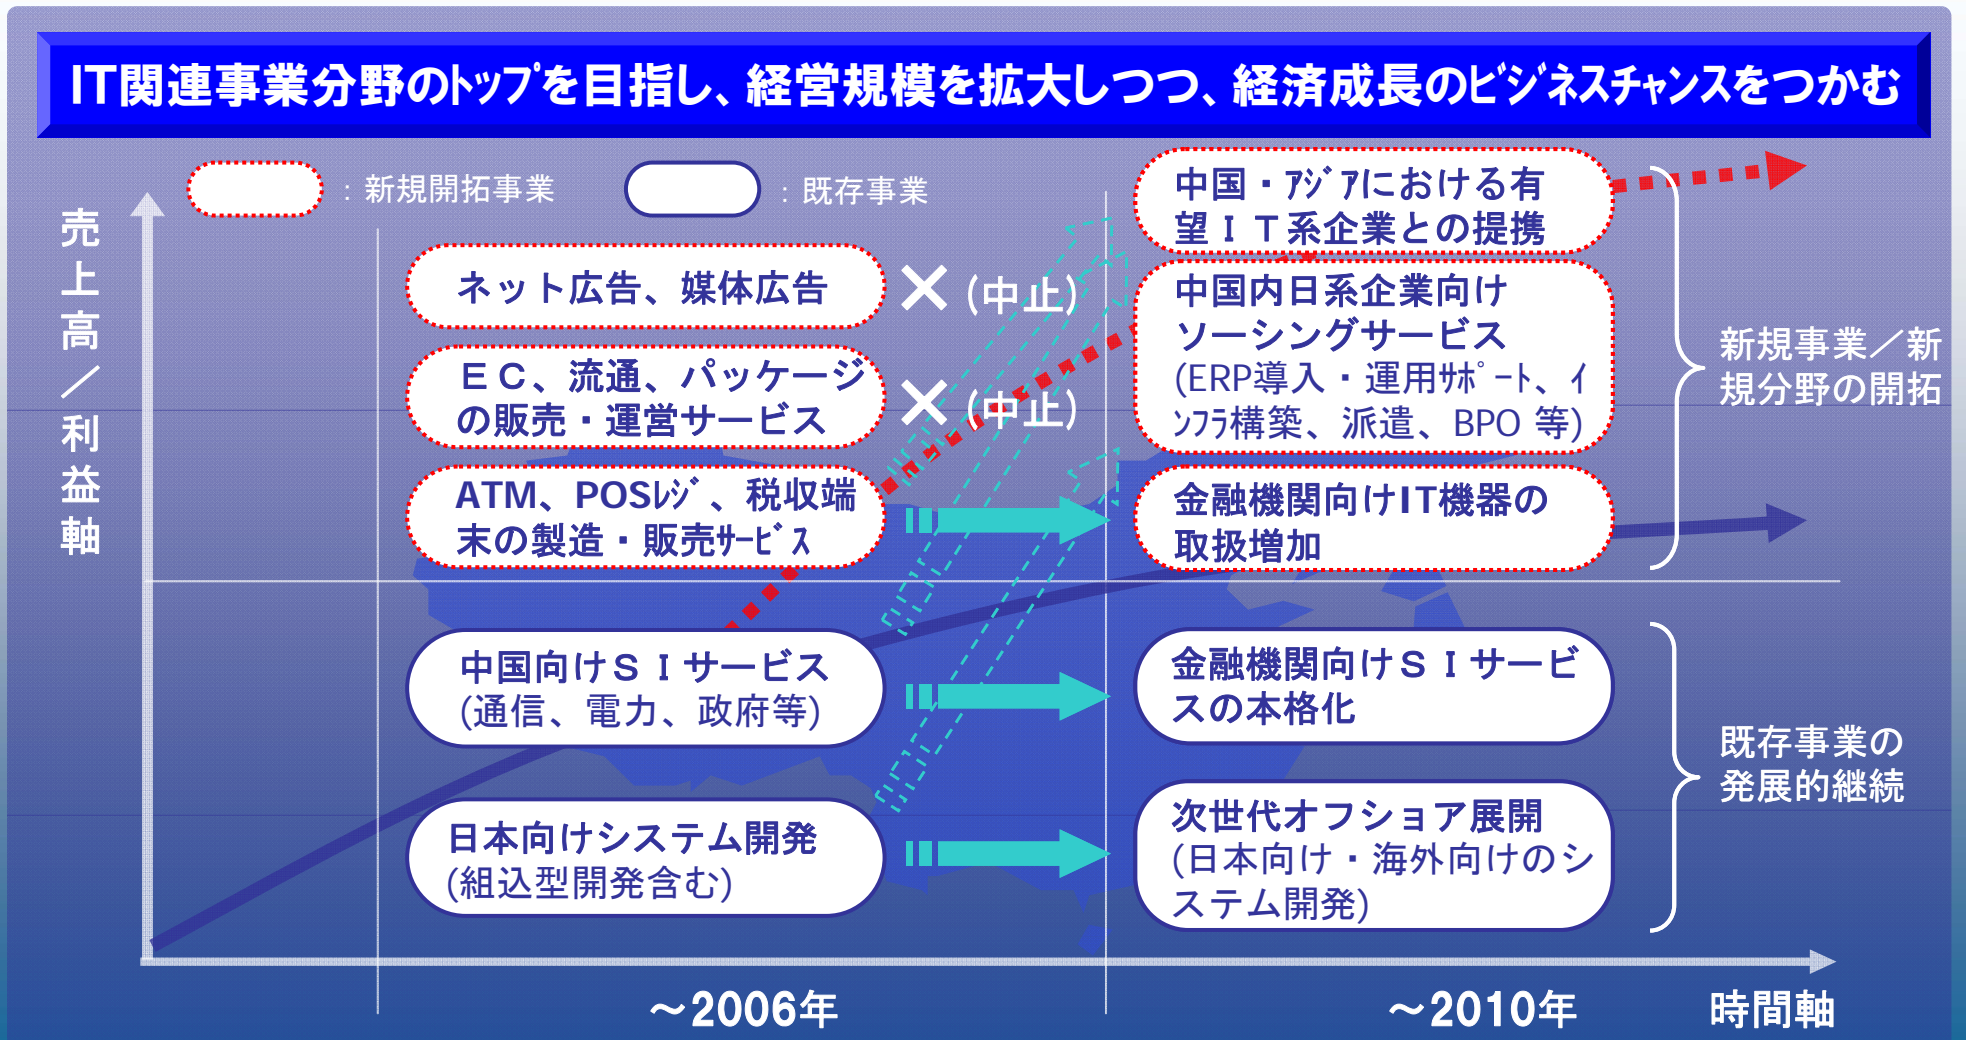 IT関連事業分野のﾄｯﾌﾟを目指し、経営規模を拡大しつつ、経済成長のﾋﾞｼﾞﾈｽﾁｬﾝｽをつかむ
：新規開拓事業
：既存事業
売上高／利益軸
ネット広告、媒体広告
×
(中止)
ＥＣ、流通、パッケージ
の販売・運営サービス
×
(中止)
ATM、POSﾚｼﾞ、税収端
末の製造・販売ｻｰﾋﾞｽ
中国向けＳＩサービス
(通信、電力、政府等)
日本向けシステム開発
(組込型開発含む)
中国・ｱｼﾞｱにおける有
望ＩＴ系企業との提携
中国内日系企業向け
ソーシングサービス
(ERP導入・運用ｻﾎﾟｰﾄ、ｲ
ﾝﾌﾗ構築、派遣、BPO 等)
金融機関向けIT機器の
取扱増加
金融機関向けＳＩサービ
スの本格化
次世代オフショア展開
(日本向け・海外向けのシ
ステム開発)
新規事業／新
規分野の開拓
既存事業の
発展的継続
～2006年
～2010年
時間軸